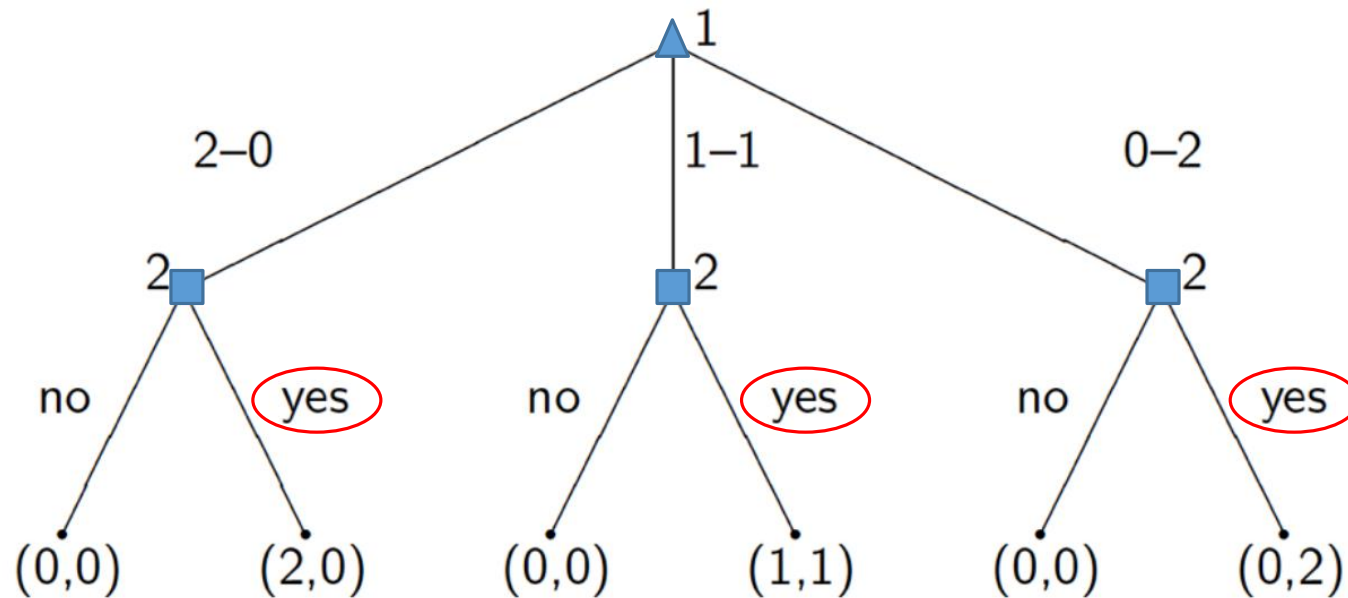 1
2–0 1–1 0–2
2 2 2
no yes no yes no yes
(0,0) (2,0) (0,0) (1,1) (0,0) (0,2)